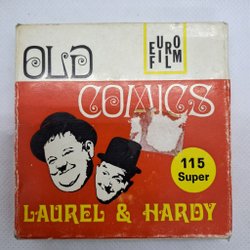 OLD
EURO
FILM
COMICS
115
Super
LAUREL & HARDY